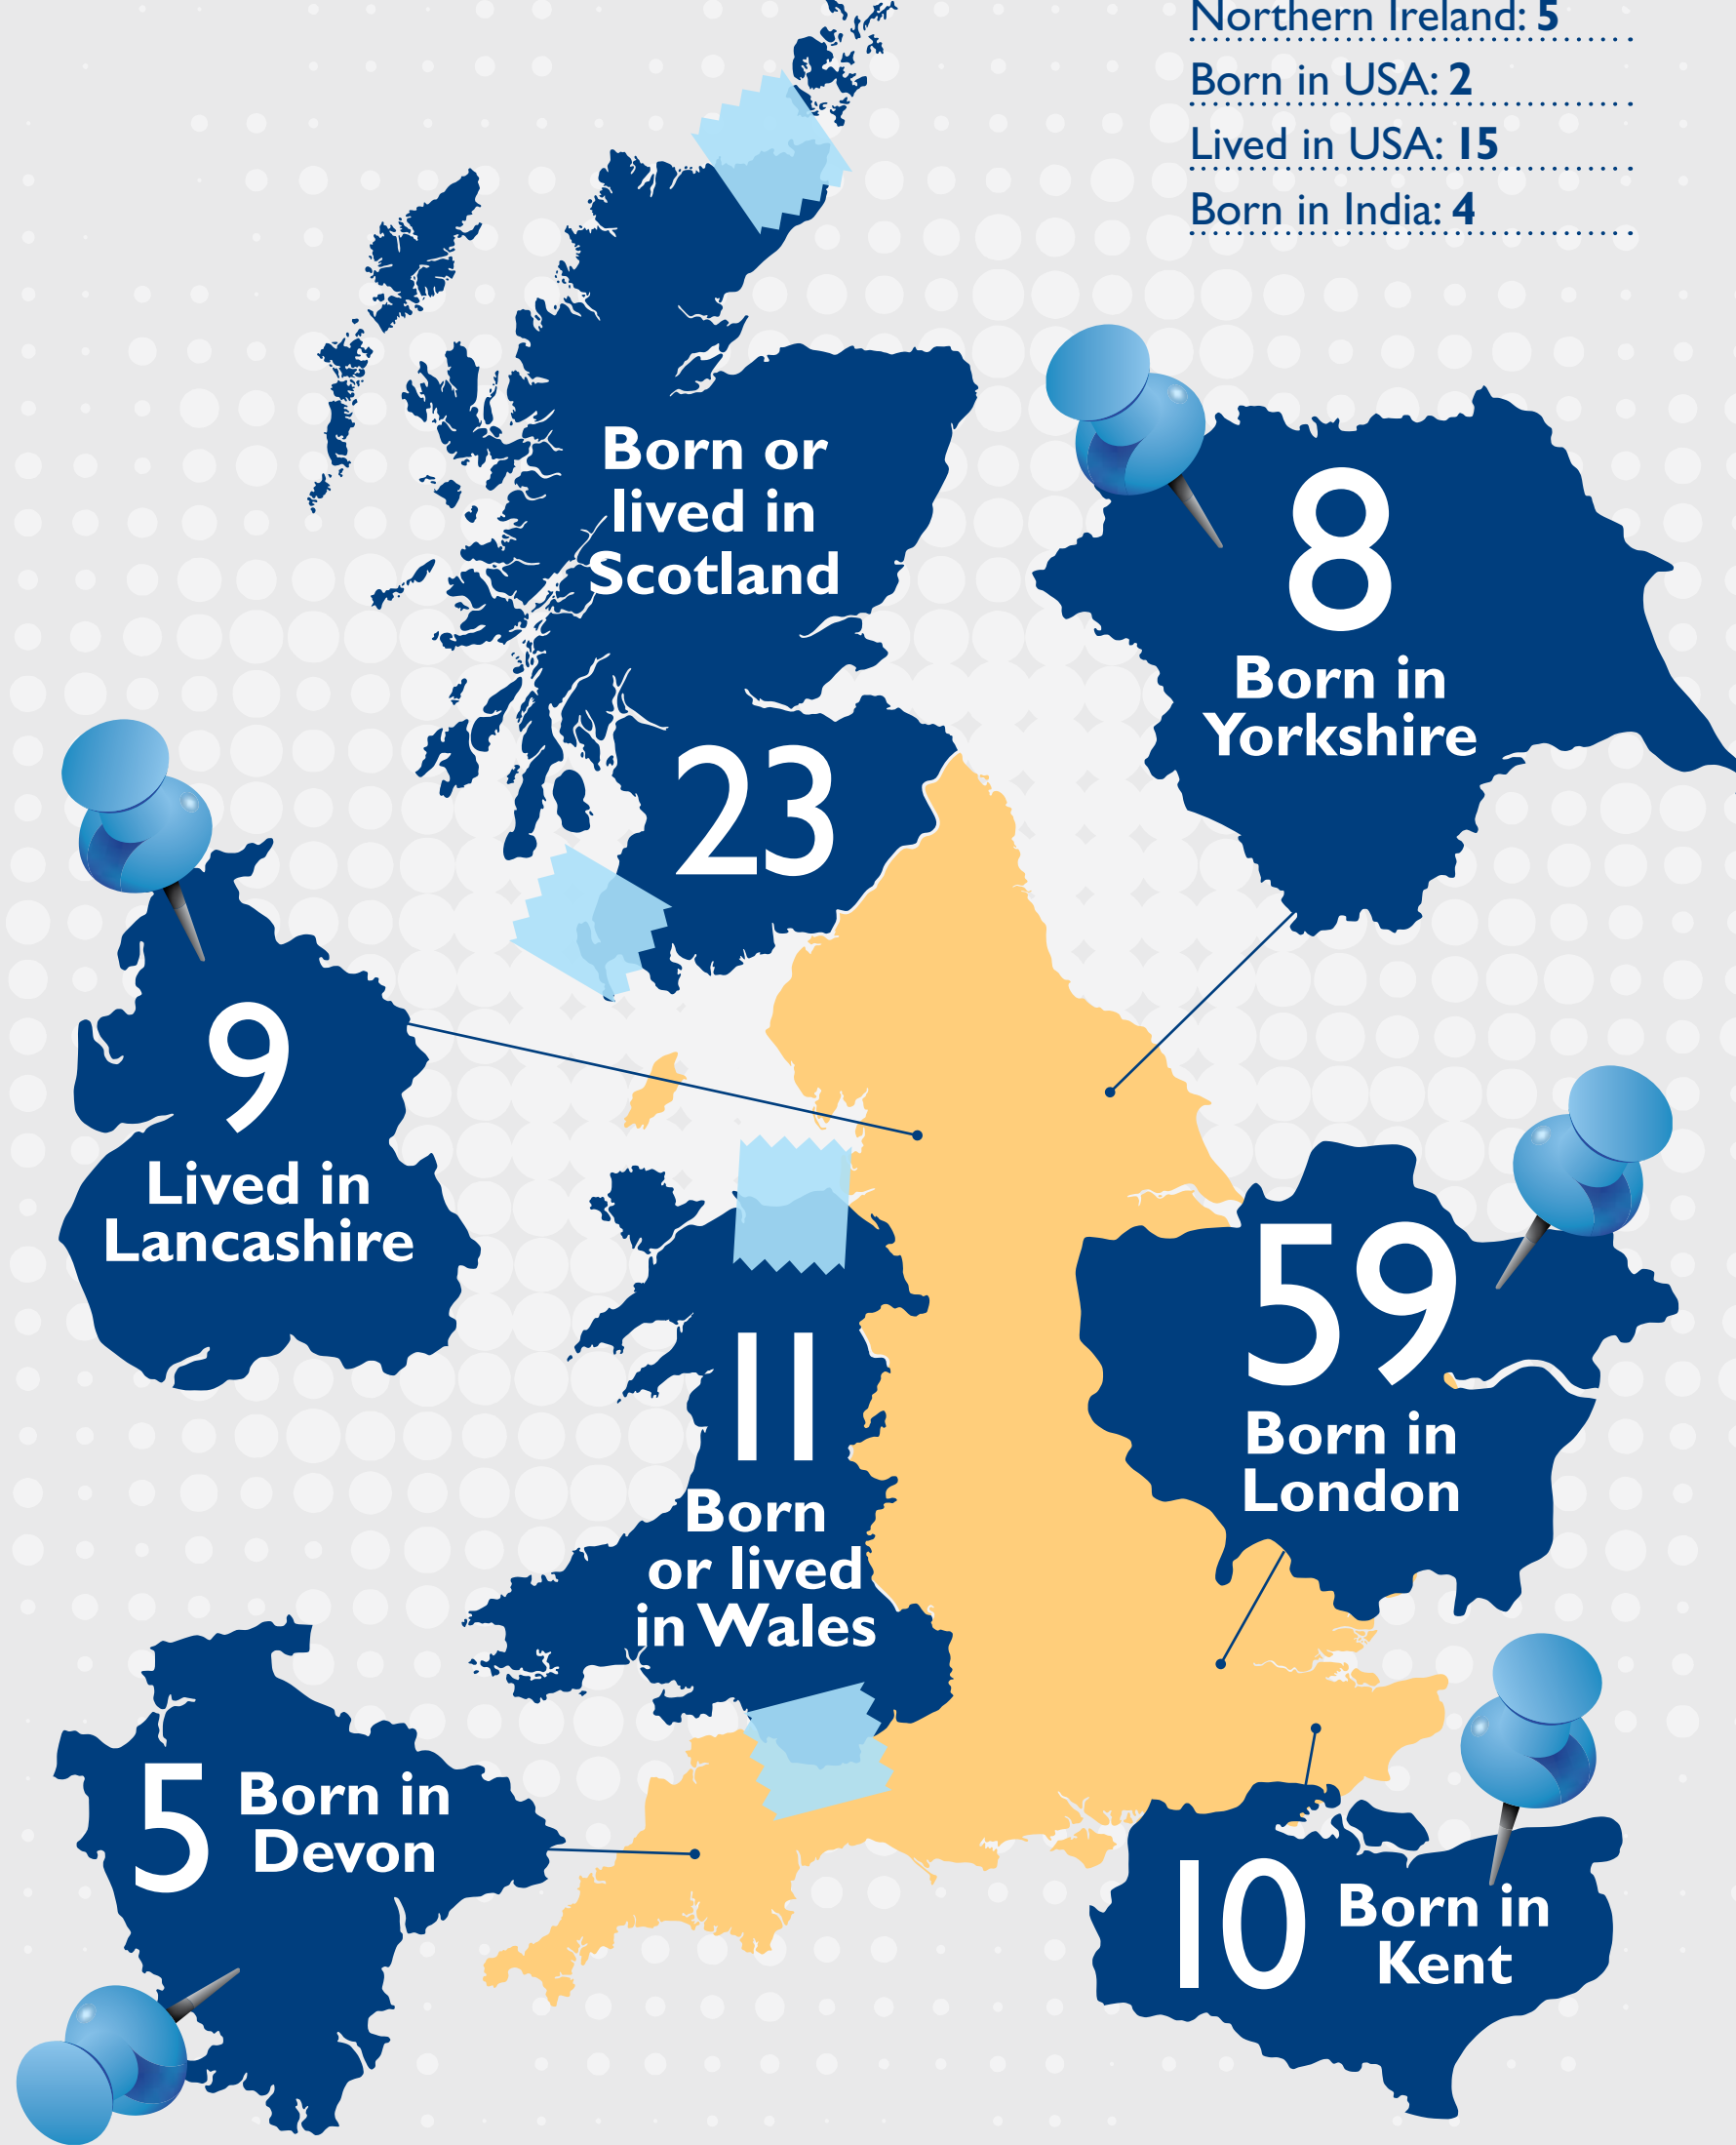 Northern Ireland: 5
Born in USA: 2
Lived in USA: 15
Born in India: 4
Born or
lived in
Scotland
23
8
Born in
Yorkshire
9
Lived in
Lancashire
59
Born in
London
11
Born
or lived
in Wales
5
Born in
Devon
10
Born in
Kent